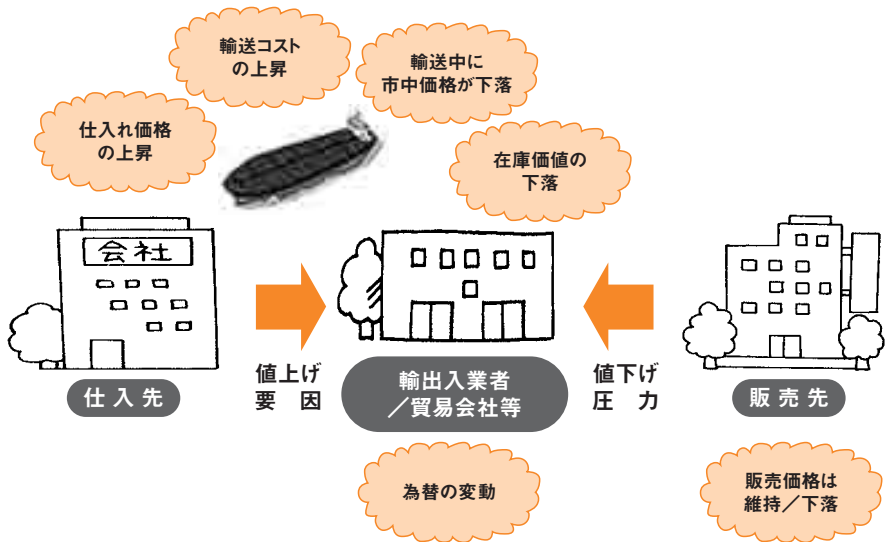 輸送コスト
の上昇
輸送中に
市中価格が下落
仕入れ価格
の上昇
在庫価値の
下落
会社
値上げ
要因
値下げ
圧力
仕入先
輸出入業者
／貿易会社等
販売先
為替の変動
販売価格は
維持／下落